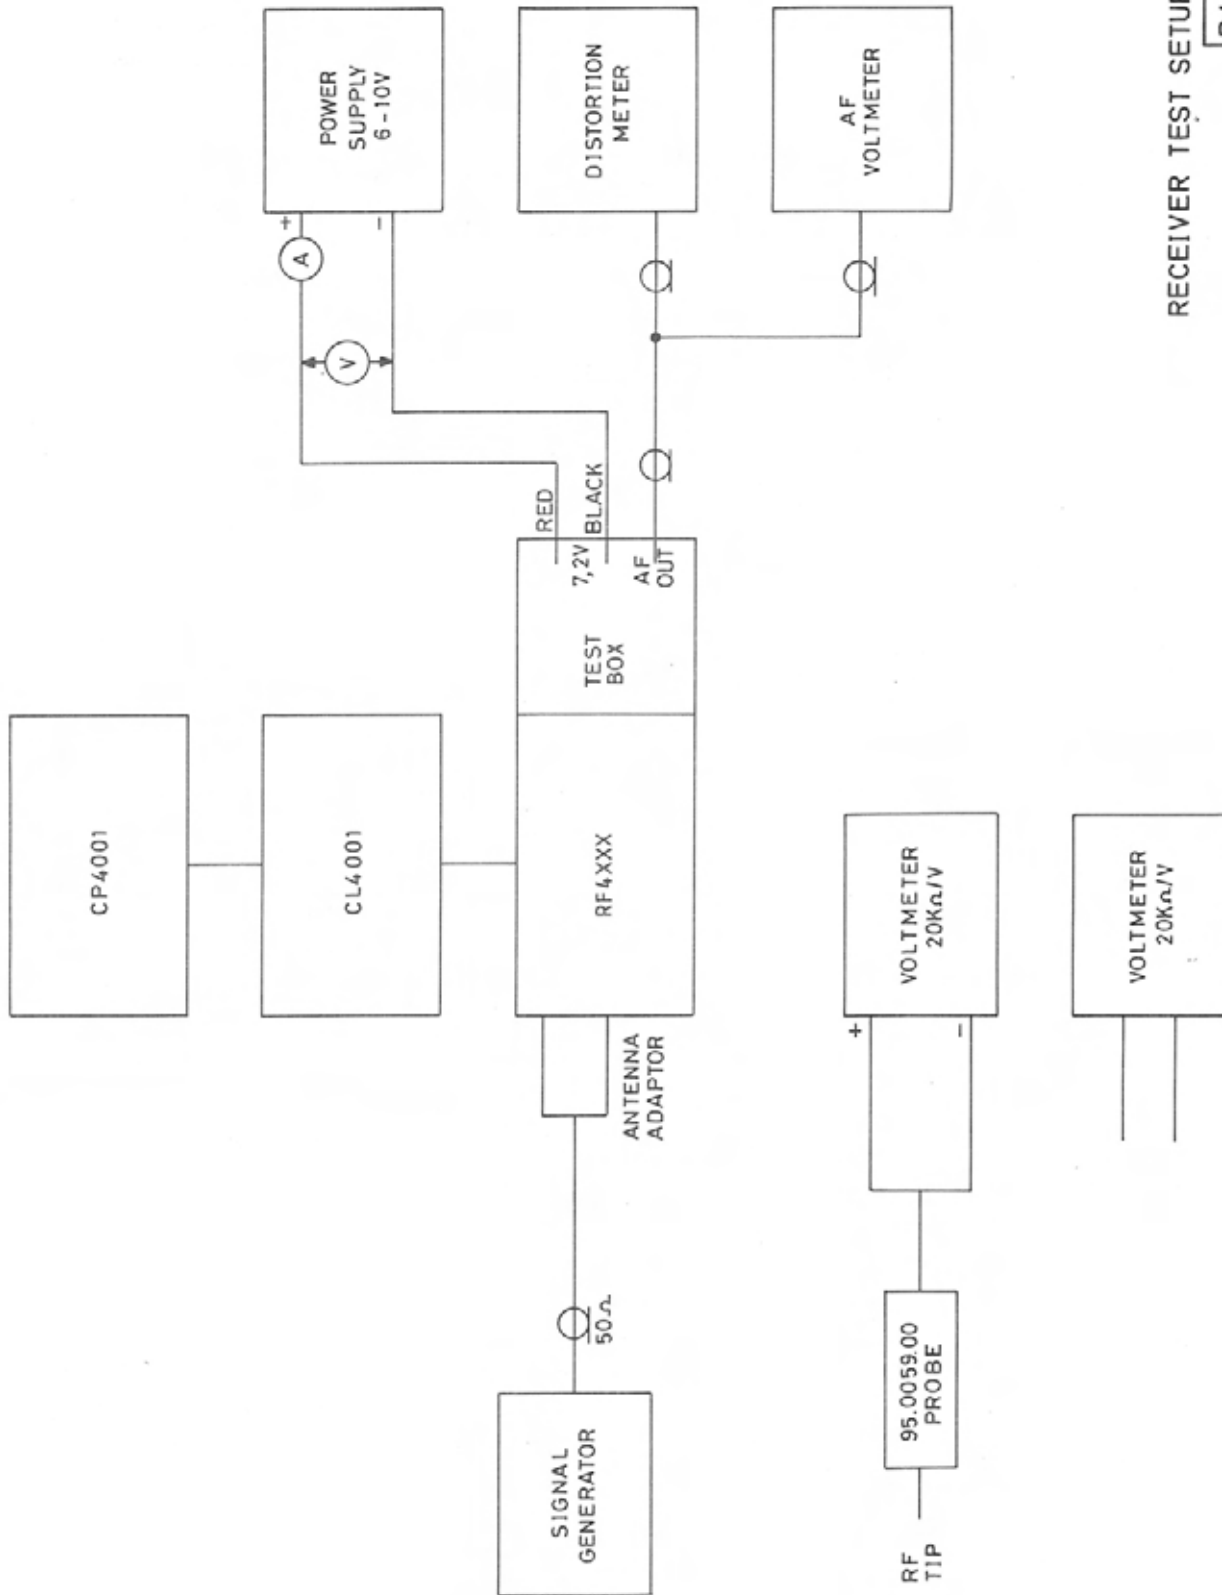 CP4001
CL4001
POWER
SUPPLY
6-10V
+
-
A
V
RED
7,2V
BLACK
DISTORTION
METER
SIGNAL
GENERATOR
50Ω
ANTENNA
ADAPTOR
RF4XXX
TEST
BOX
AF
OUT
AF
VOLTMETER
RF
TIP
95.0059.00
PROBE
+
-
VOLTMETER
20KΩ/V
VOLTMETER
20KΩ/V
RECEIVER TEST SETUP